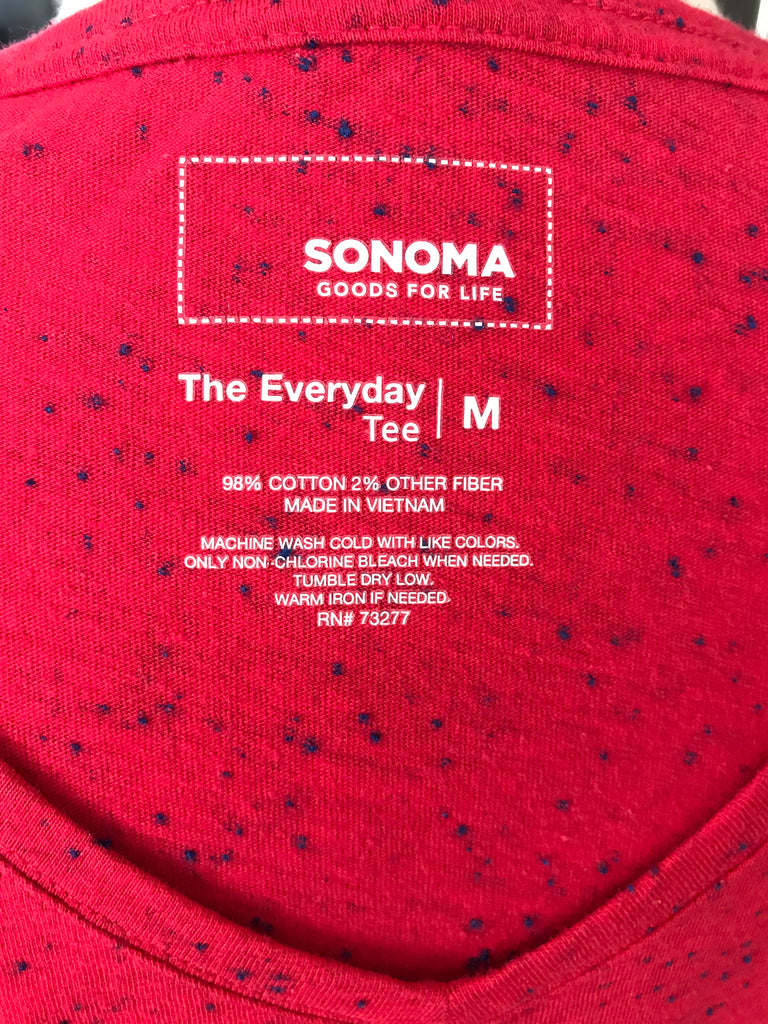 SONOMA
GOODS FOR LIFE
The Everyday
Tee
M
98% COTTON 2% OTHER FIBER
MADE IN VIETNAM
MACHINE WASH COLD WITH LIKE COLORS.
ONLY NON-CHLORINE BLEACH WHEN NEEDED.
TUMBLE DRY LOW.
WARM IRON IF NEEDED.
RN# 73277